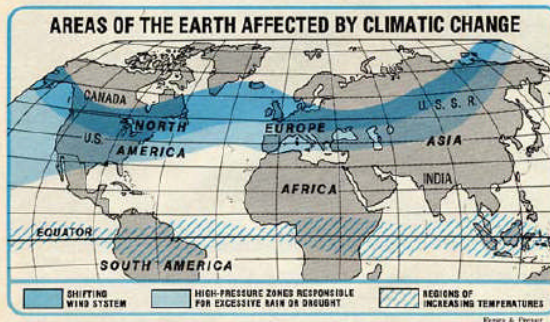 AREAS OF THE EARTH AFFECTED BY CLIMATIC CHANGE
CANADA
U.S.
NORTH
AMERICA
EUROPE
U.S.S.R.
ASIA
AFRICA
INDIA
EQUATOR
SOUTH AMERICA
SHIFTING
WIND SYSTEM
HIGH-PRESSURE ZONES RESPONSIBLE
FOR EXCESSIVE RAIN OR DROUGHT
REGIONS OF
INCREASING TEMPERATURES